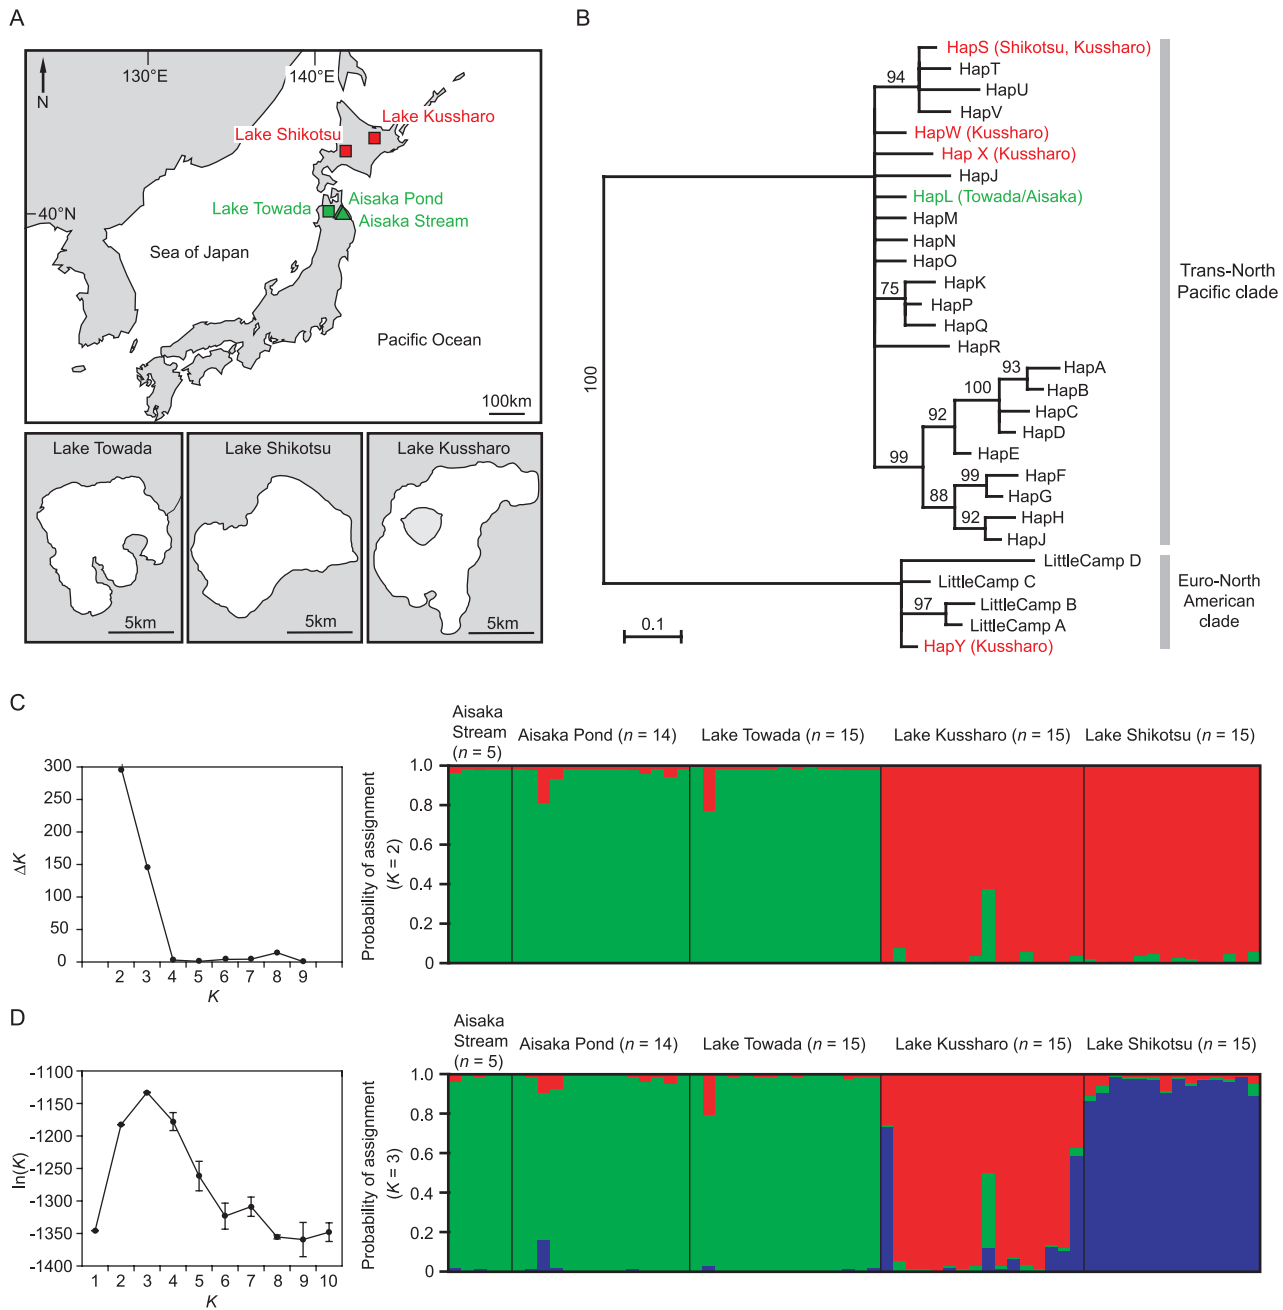 A
130°E
140°E
N
Lake Kussharo
Lake Shikotsu
Lake Towada
Aisaka Pond
Aisaka Stream
40°N
Sea of Japan
Pacific Ocean
100km
Lake Towada
5km
Lake Shikotsu
5km
Lake Kussharo
5km
B
HapS (Shikotsu, Kussharo)
94
HapT
HapU
HapV
HapW (Kussharo)
Hap X (Kussharo)
HapJ
HapL (Towada/Aisaka)
HapM
HapN
HapO
75
HapK
HapP
HapQ
HapR
100
93
HapA
100
HapB
HapC
92
HapD
99
HapE
99
HapF
88
HapG
92
HapH
HapJ
LittleCamp D
LittleCamp C
97
LittleCamp B
LittleCamp A
HapY (Kussharo)
0.1
Trans-North
Pacific clade
Euro-North
American
clade
C
300
250
200
150
100
50
0
ΔK
2 3 4 5 6 7 8 9
K
Aisaka
Stream
(n = 5)
Aisaka Pond (n = 14)
Lake Towada (n = 15)
Lake Kussharo (n = 15)
Lake Shikotsu (n = 15)
Probability of assignment
(K = 2)
1.0
0.8
0.6
0.4
0.2
0
D
-1100
-1150
-1200
-1250
-1300
-1350
-1400
ln(K)
1 2 3 4 5 6 7 8 9 10
K
Aisaka
Stream
(n = 5)
Aisaka Pond (n = 14)
Lake Towada (n = 15)
Lake Kussharo (n = 15)
Lake Shikotsu (n = 15)
Probability of assignment
(K = 3)
1.0
0.8
0.6
0.4
0.2
0